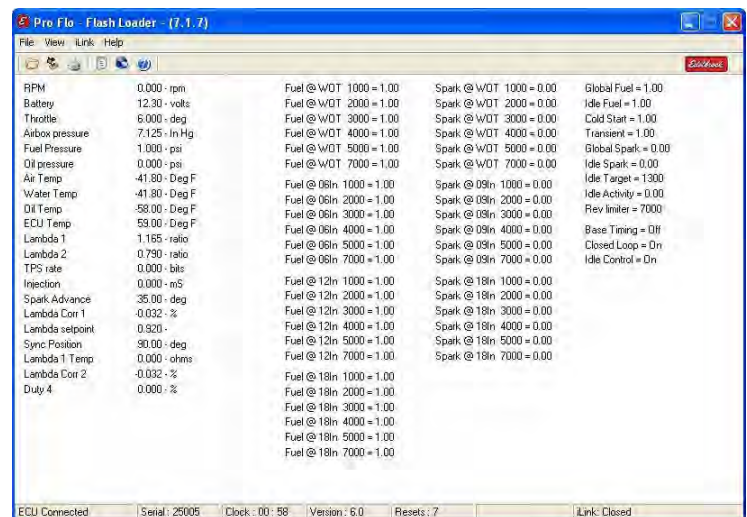 Pro Flo - Flash Loader - (7.1.7)
File View iLink Help
Edelbrock
RPM 0.000 - rpm
Battery 12.30 - volts
Throttle 6.000 - deg
Airbox pressure 7.125 - In Hg
Fuel Pressure 1.000 - psi
Oil pressure 0.000 - psi
Air Temp -41.80 - Deg F
Water Temp -41.80 - Deg F
Oil Temp -58.00 - Deg F
ECU Temp 59.00 - Deg F
Lambda 1 1.165 - ratio
Lambda 2 0.790 - ratio
TPS rate 0.000 - bits
Injection 0.000 - mS
Spark Advance 35.00 - deg
Lambda Corr 1 -0.032 - %
Lambda setpoint 0.920 -
Sync Position 90.00 - deg
Lambda 1 Temp 0.000 - ohms
Lambda Corr 2 -0.032 - %
Duty 4 0.000 - %
Fuel @ WOT 1000 = 1.00
Fuel @ WOT 2000 = 1.00
Fuel @ WOT 3000 = 1.00
Fuel @ WOT 4000 = 1.00
Fuel @ WOT 5000 = 1.00
Fuel @ WOT 7000 = 1.00
Fuel @ 06In 1000 = 1.00
Fuel @ 06In 2000 = 1.00
Fuel @ 06In 3000 = 1.00
Fuel @ 06In 4000 = 1.00
Fuel @ 06In 5000 = 1.00
Fuel @ 06In 7000 = 1.00
Fuel @ 12In 1000 = 1.00
Fuel @ 12In 2000 = 1.00
Fuel @ 12In 3000 = 1.00
Fuel @ 12In 4000 = 1.00
Fuel @ 12In 5000 = 1.00
Fuel @ 12In 7000 = 1.00
Fuel @ 18In 1000 = 1.00
Fuel @ 18In 2000 = 1.00
Fuel @ 18In 3000 = 1.00
Fuel @ 18In 4000 = 1.00
Fuel @ 18In 5000 = 1.00
Fuel @ 18In 7000 = 1.00
Spark @ WOT 1000 = 0.00
Spark @ WOT 2000 = 0.00
Spark @ WOT 3000 = 0.00
Spark @ WOT 4000 = 0.00
Spark @ WOT 5000 = 0.00
Spark @ WOT 7000 = 0.00
Spark @ 09In 1000 = 0.00
Spark @ 09In 2000 = 0.00
Spark @ 09In 3000 = 0.00
Spark @ 09In 4000 = 0.00
Spark @ 09In 5000 = 0.00
Spark @ 09In 7000 = 0.00
Spark @ 18In 1000 = 0.00
Spark @ 18In 2000 = 0.00
Spark @ 18In 3000 = 0.00
Spark @ 18In 4000 = 0.00
Spark @ 18In 5000 = 0.00
Spark @ 18In 7000 = 0.00
Global Fuel = 1.00
Idle Fuel = 1.00
Cold Start = 1.00
Transient = 1.00
Global Spark = 0.00
Idle Spark = 0.00
Idle Target = 1300
Idle Activity = 0.00
Rev limiter = 7000
Base Timing = Off
Closed Loop = On
Idle Control = On
ECU Connected Serial : 25005 Clock : 00 : 58 Version : 6.0 Resets : 7 iLink: Closed